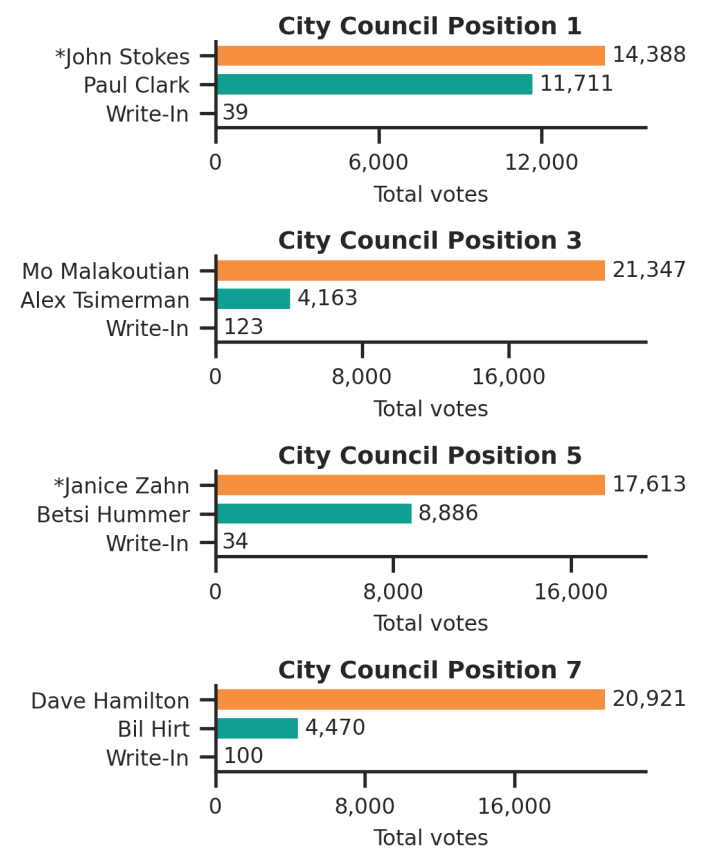 City Council Position 1
*John Stokes 14,388
Paul Clark 11,711
Write-In 39
0 6,000 12,000
Total votes
City Council Position 3
Mo Malakoutian 21,347
Alex Tsimerman 4,163
Write-In 123
0 8,000 16,000
Total votes
City Council Position 5
*Janice Zahn 17,613
Betsi Hummer 8,886
Write-In 34
0 8,000 16,000
Total votes
City Council Position 7
Dave Hamilton 20,921
Bil Hirt 4,470
Write-In 100
0 8,000 16,000
Total votes